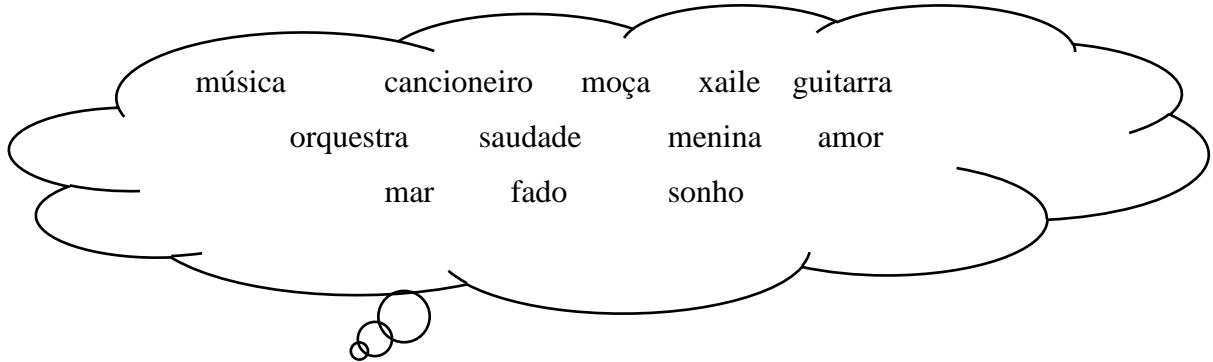 música cancioneiro moça xaile guitarra
orquestra saudade menina amor
mar fado sonho